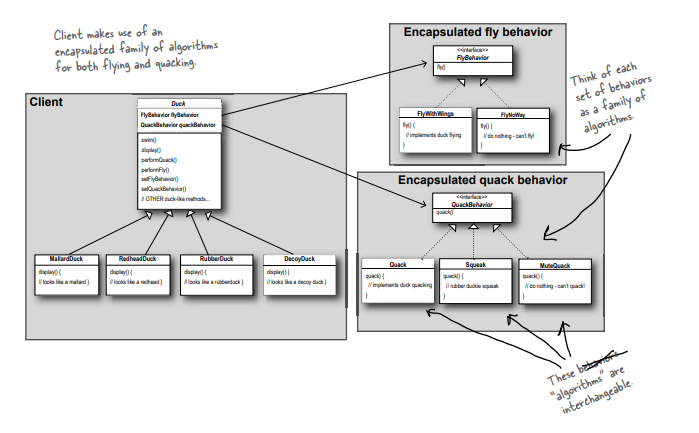 Client makes use of an
encapsulated family of algorithms
for both flying and quacking.
Encapsulated fly behavior
<<interface>>
FlyBehavior
fly()
FlyWithWings
fly() {
// implements duck flying
}
FlyNoWay
fly() {
// do nothing - can't fly!
}
Think of each
set of behaviors
as a family of
algorithms.
Client
Duck
FlyBehavior flyBehavior
QuackBehavior quackBehavior
swim()
display()
performQuack()
performFly()
setFlyBehavior()
setQuackBehavior()
// OTHER duck-like methods...
MallardDuck
display() {
// looks like a mallard }
RedheadDuck
display() {
// looks like a redhead }
RubberDuck
display() {
// looks like a rubberduck }
DecoyDuck
display() {
// looks like a decoy duck }
Encapsulated quack behavior
<<interface>>
QuackBehavior
quack()
Quack
quack) {
// implements duck quacking
}
Squeak
quack() {
// rubber duckie squeak
}
MuteQuack
quack() {
// do nothing - can't quack!
}
These behaviors
"algorithms" are
interchangeable.